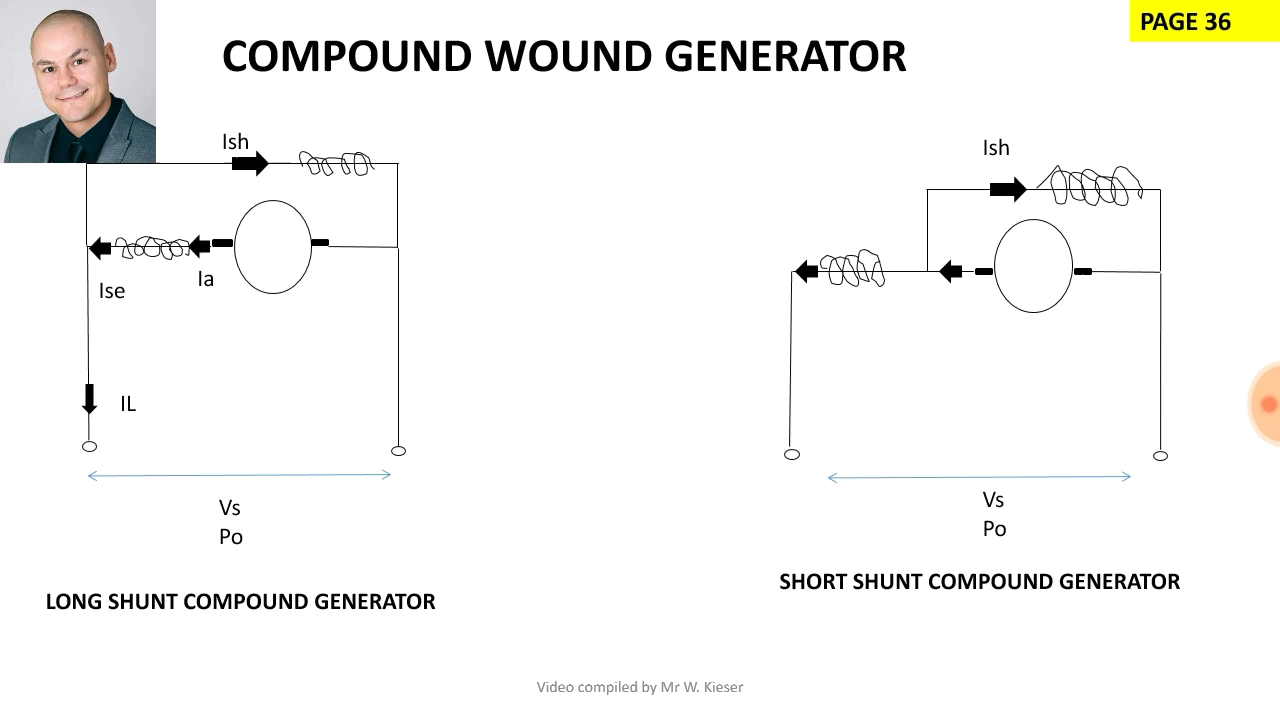 PAGE 36
COMPOUND WOUND GENERATOR
Ish
Ia
Ise
IL
Vs
Po
LONG SHUNT COMPOUND GENERATOR
Ish
Vs
Po
SHORT SHUNT COMPOUND GENERATOR
Video compiled by Mr W. Kieser